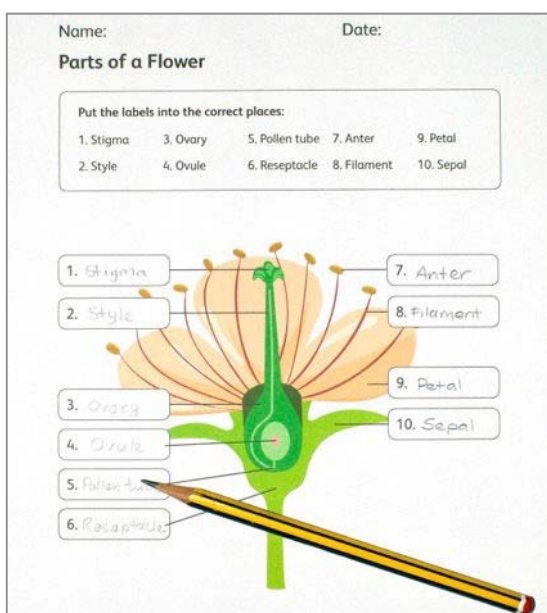 Name: Date:
Parts of a Flower
Put the labels into the correct places:
1. Stigma 3. Ovary 5. Pollen tube 7. Anter 9. Petal
2. Style 4. Ovule 6. Reseptacle 8. Filament 10. Sepal
1. Stigma
7. Anter
2. Style
8. Filament
3. Ovary
9. Petal
4. Ovule
10. Sepal
5. Pollen tube
6. Reseptacle